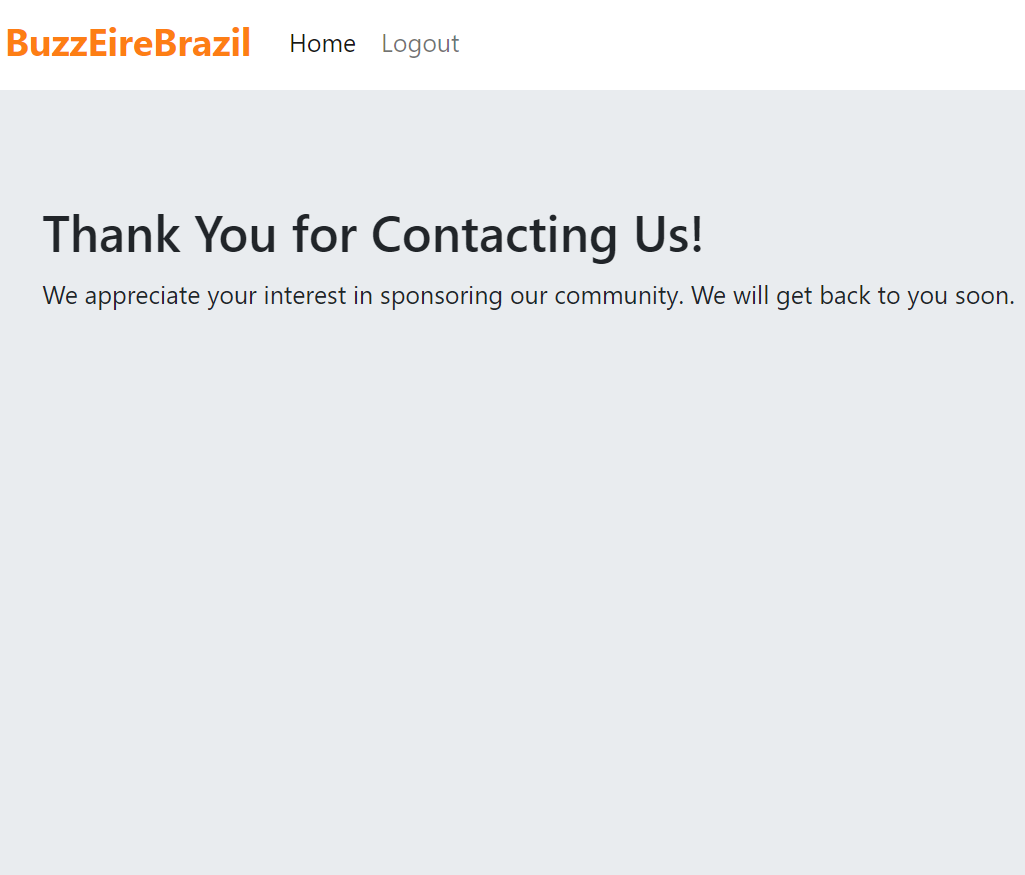 BuzzEireBrazil Home Logout
Thank You for Contacting Us!
We appreciate your interest in sponsoring our community. We will get back to you soon.